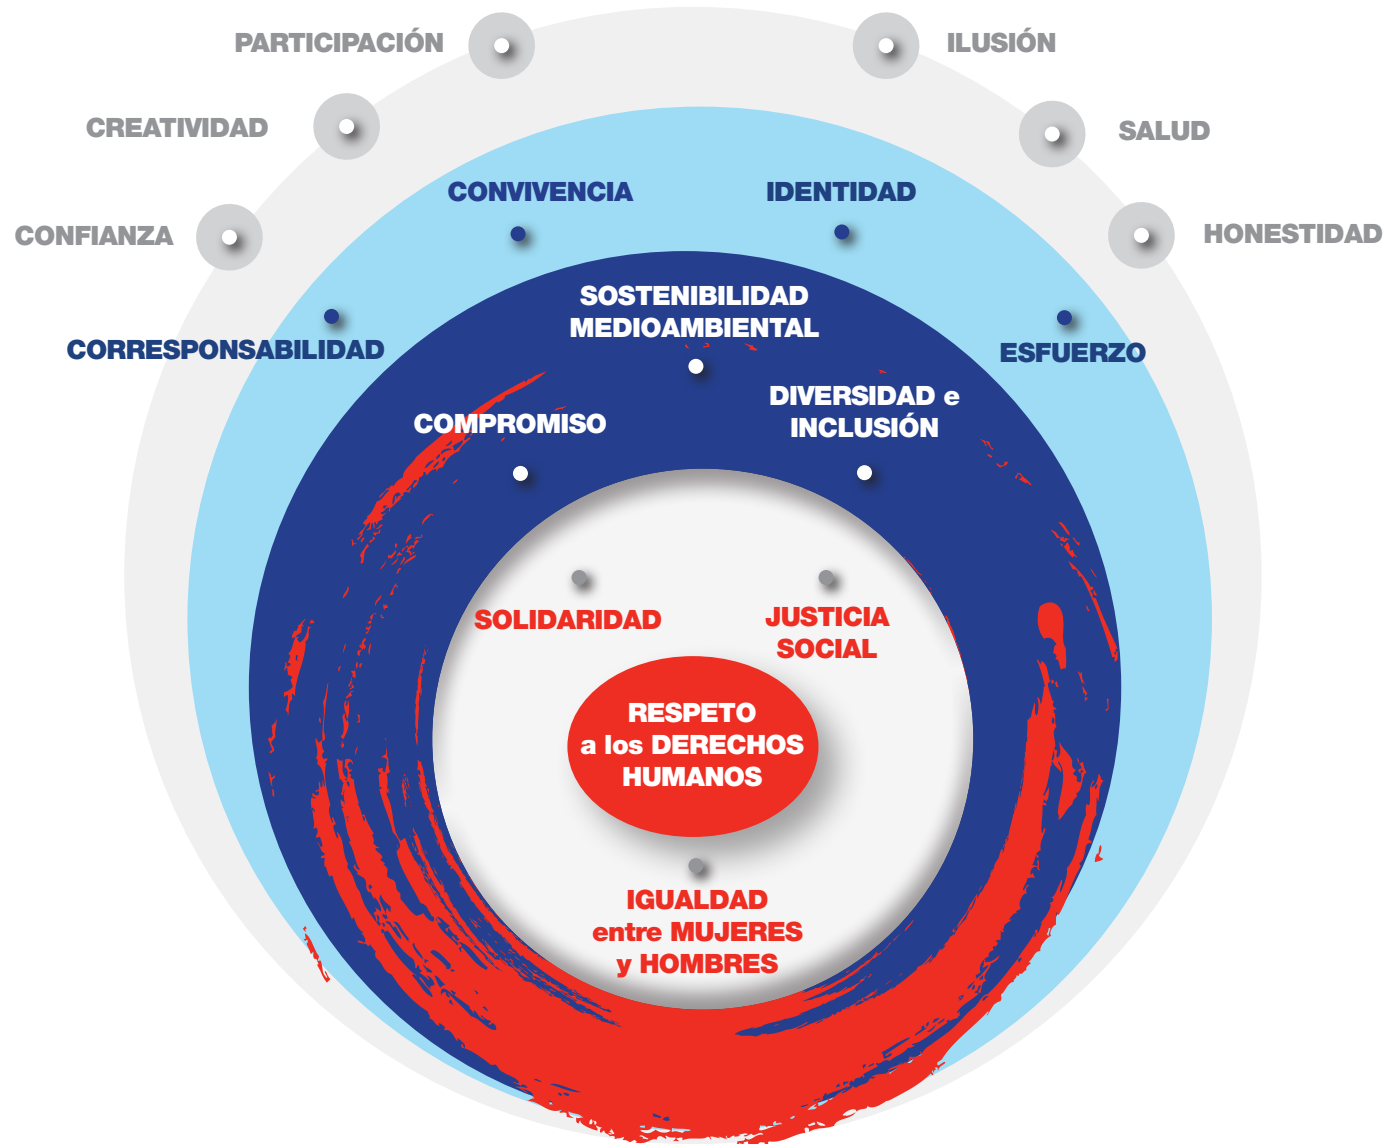 PARTICIPACIÓN
ILUSIÓN
CREATIVIDAD
SALUD
CONVIVENCIA
IDENTIDAD
CONFIANZA
HONESTIDAD
SOSTENIBILIDAD
MEDIOAMBIENTAL
CORRESPONSABILIDAD
ESFUERZO
COMPROMISO
DIVERSIDAD e
INCLUSIÓN
SOLIDARIDAD
JUSTICIA
SOCIAL
RESPETO
a los DERECHOS
HUMANOS
IGUALDAD
entre MUJERES
y HOMBRES